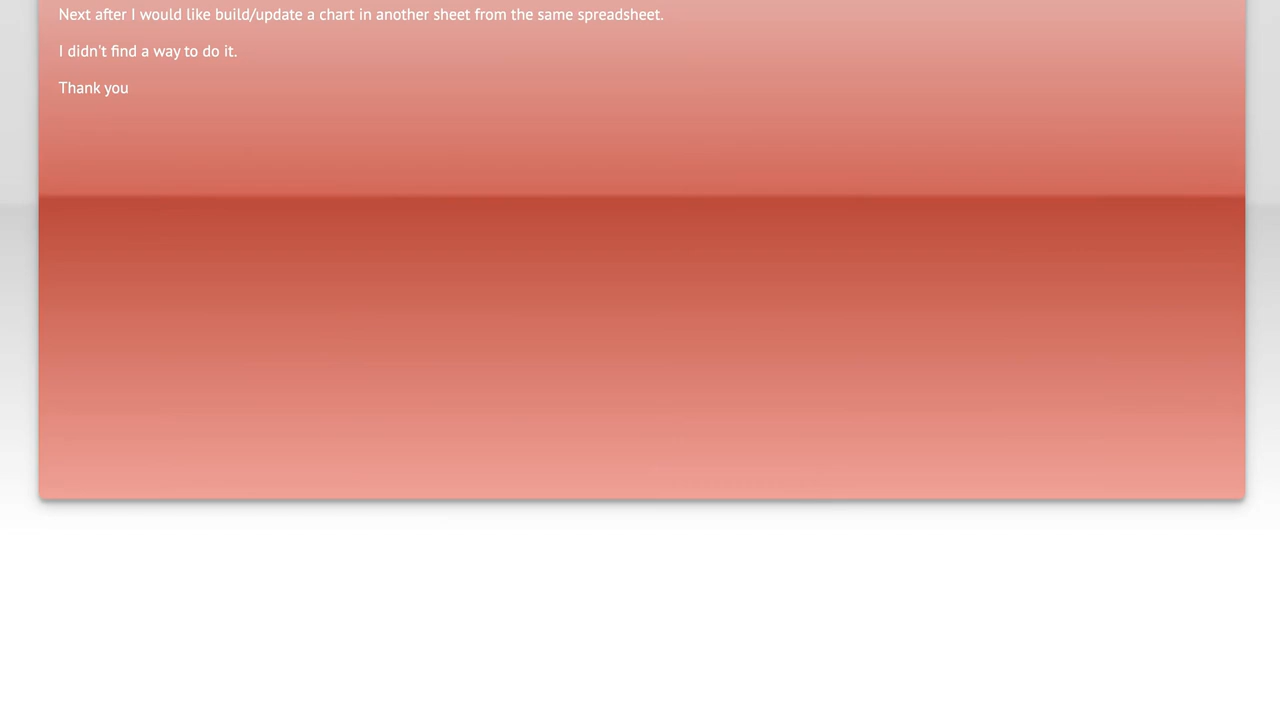 Next after I would like build/update a chart in another sheet from the same spreadsheet.
I didn't find a way to do it.
Thank you